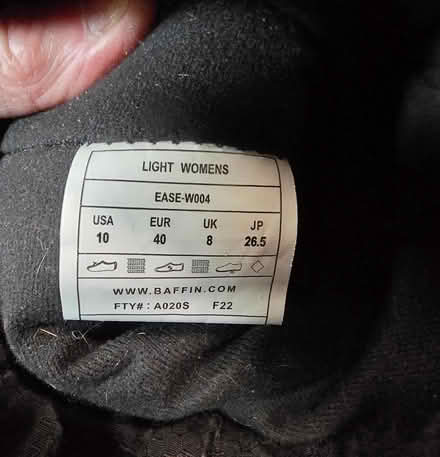 LIGHT WOMENS
EASE-W004
USA EUR UK JP
10 40 8 26.5
WWW.BAFFIN.COM
FTY#: A020S F22